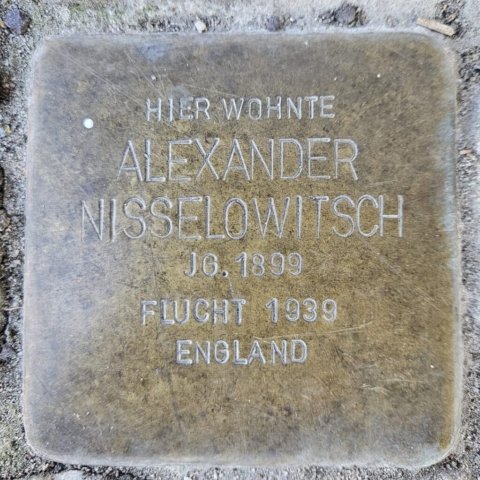 HIER WOHNTE
ALEXANDER
NISSELOWITSCH
JG. 1899
FLUCHT 1939
ENGLAND